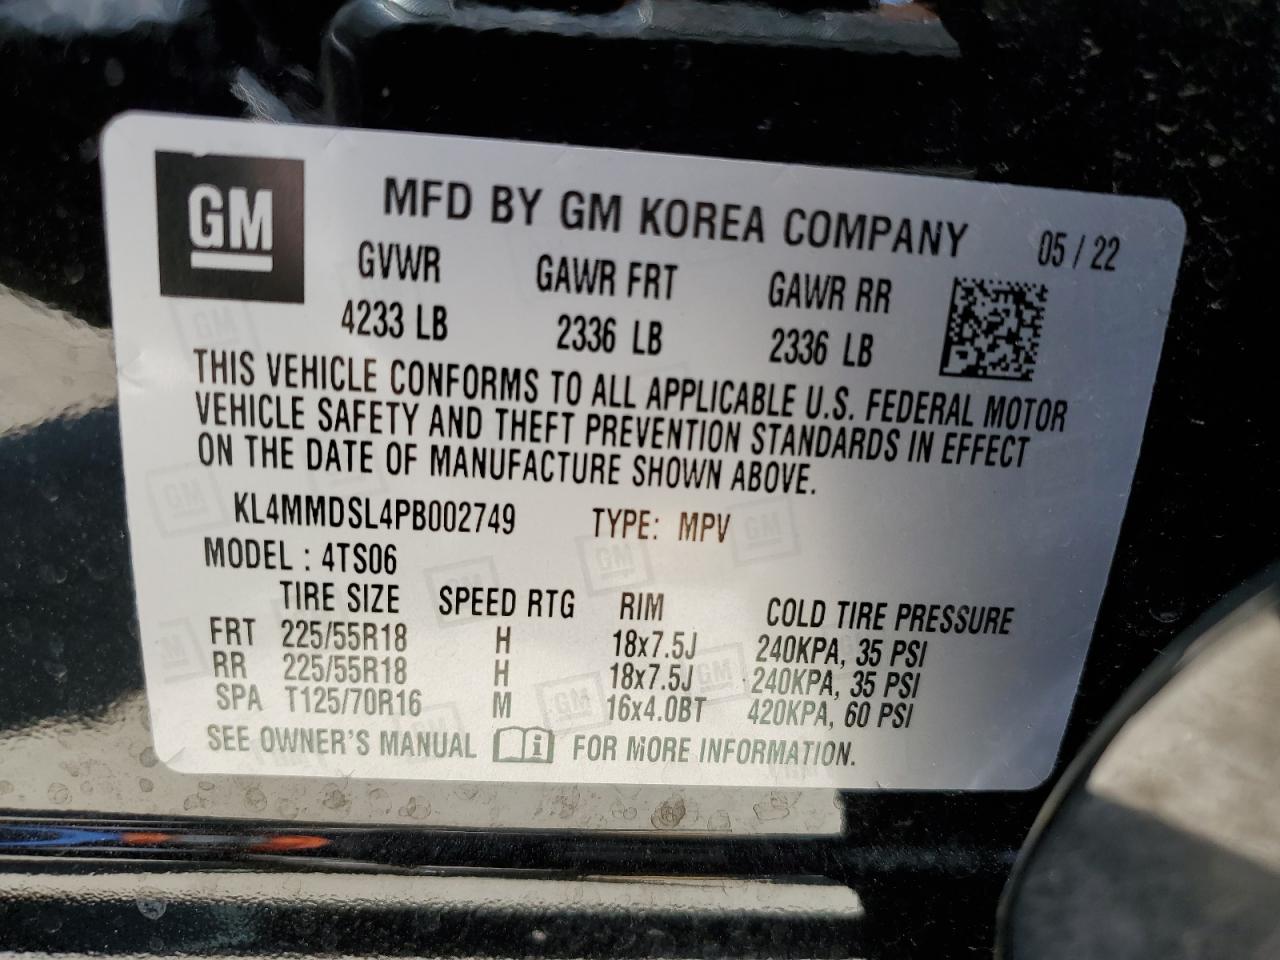 GM
MFD BY GM KOREA COMPANY 05 / 22
GVWR GAWR FRT GAWR RR
4233 LB 2336 LB 2336 LB
THIS VEHICLE CONFORMS TO ALL APPLICABLE U.S. FEDERAL MOTOR
VEHICLE SAFETY AND THEFT PREVENTION STANDARDS IN EFFECT
ON THE DATE OF MANUFACTURE SHOWN ABOVE.
KL4MMDSL4PB002749 TYPE: MPV
MODEL : 4TS06
TIRE SIZE SPEED RTG RIM COLD TIRE PRESSURE
FRT 225/55R18 H 18x7.5J 240KPA, 35 PSI
RR 225/55R18 H 18x7.5J 240KPA, 35 PSI
SPA T125/70R16 M 16x4.0BT 420KPA, 60 PSI
SEE OWNER'S MANUAL i FOR MORE INFORMATION.